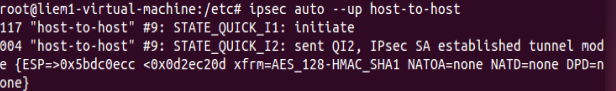 root@liem1-virtual-machine:/etc# ipsec auto --up host-to-host
117 "host-to-host" #9: STATE_QUICK_I1: initiate
004 "host-to-host" #9: STATE_QUICK_I2: sent QI2, IPsec SA established tunnel mod
e {ESP=>0x5bdc0ecc <0x0d2ec20d xfrm=AES_128-HMAC_SHA1 NATOA=none NATD=none DPD=n
one}